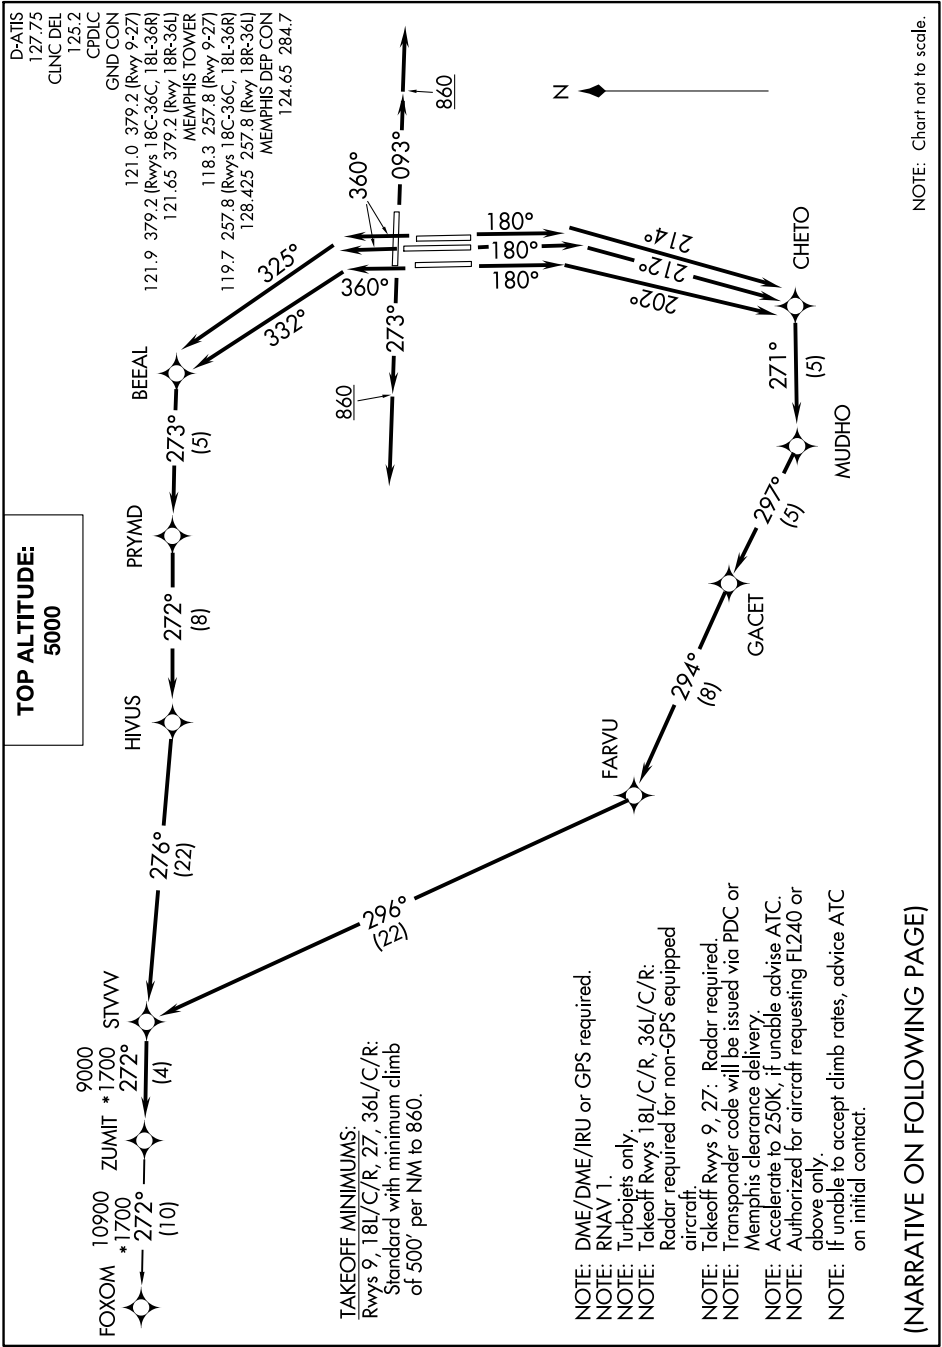 TOP ALTITUDE:
5000
D-ATIS
127.75
CLNC DEL
125.2
CPDLC
GND CON
121.0 379.2 (Rwy 9-27)
121.9 379.2 (Rwys 18C-36C, 18L-36R)
121.65 379.2 (Rwy 18R-36L)
MEMPHIS TOWER
118.3 257.8 (Rwy 9-27)
119.7 257.8 (Rwys 18C-36C, 18L-36R)
128.425 257.8 (Rwy 18R-36L)
MEMPHIS DEP CON
124.65 284.7
FOXOM
10900
*1700
272°
(10)
ZUMIT
9000
*1700
272°
(4)
STVVV
276°
(22)
HIVUS
272°
(8)
PRYMD
273°
(5)
BEEAL
325°
332°
360°
360°
860
273°
093°
860
N
180°
180°
180°
214°
212°
202°
CHETO
271°
(5)
MUDHO
297°
(5)
GACET
294°
(8)
FARVU
296°
(22)
TAKEOFF MINIMUMS:
Rwys 9, 18L/C/R, 27, 36L/C/R:
Standard with minimum climb
of 500' per NM to 860.
NOTE: DME/DME/IRU or GPS required.
NOTE: RNAV 1.
NOTE: Turbojets only.
NOTE: Takeoff Rwys 18L/C/R, 36L/C/R:
Radar required for non-GPS equipped
aircraft.
NOTE: Takeoff Rwys 9, 27: Radar required.
NOTE: Transponder code will be issued via PDC or
Memphis clearance delivery.
NOTE: Accelerate to 250K, if unable advise ATC.
NOTE: Authorized for aircraft requesting FL240 or
above only.
NOTE: If unable to accept climb rates, advice ATC
on initial contact.
(NARRATIVE ON FOLLOWING PAGE)
NOTE: Chart not to scale.